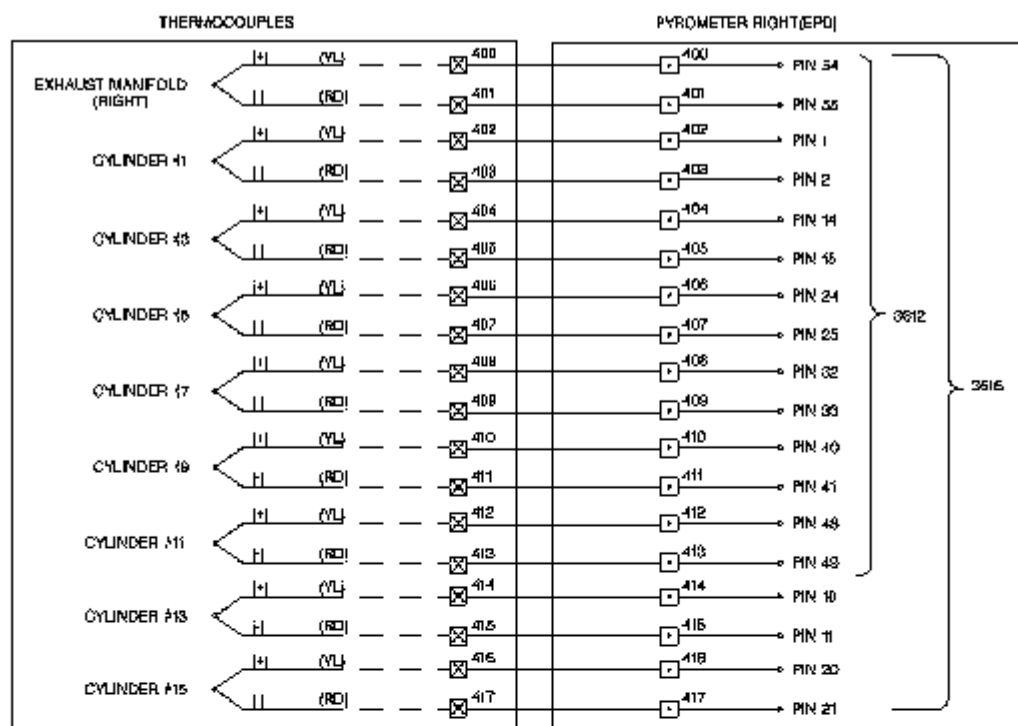 THERMOCOUPLES PYROMETER RIGHT (EPD)
(+) (YL) 400 400 PIN 54
EXHAUST MANIFOLD
(RIGHT)
(RD) 401 401 PIN 55
(+) (YL) 402 402 PIN 1
CYLINDER #1
(RD) 403 403 PIN 2
(+) (YL) 404 404 PIN 14
CYLINDER #3
(RD) 405 405 PIN 15
(+) (YL) 406 406 PIN 24
CYLINDER #5
(RD) 407 407 PIN 25
3612
(+) (YL) 408 408 PIN 32
CYLINDER #7
3616
(RD) 409 409 PIN 33
(+) (YL) 410 410 PIN 40
CYLINDER #9
(-) (RD) 411 411 PIN 41
(+) (YL) 412 412 PIN 48
CYLINDER #11
(-) (RD) 413 413 PIN 49
(+) (YL) 414 414 PIN 10
CYLINDER #13
(-) (RD) 415 415 PIN 11
(+) (YL) 416 416 PIN 20
CYLINDER #15
(RD) 417 417 PIN 21